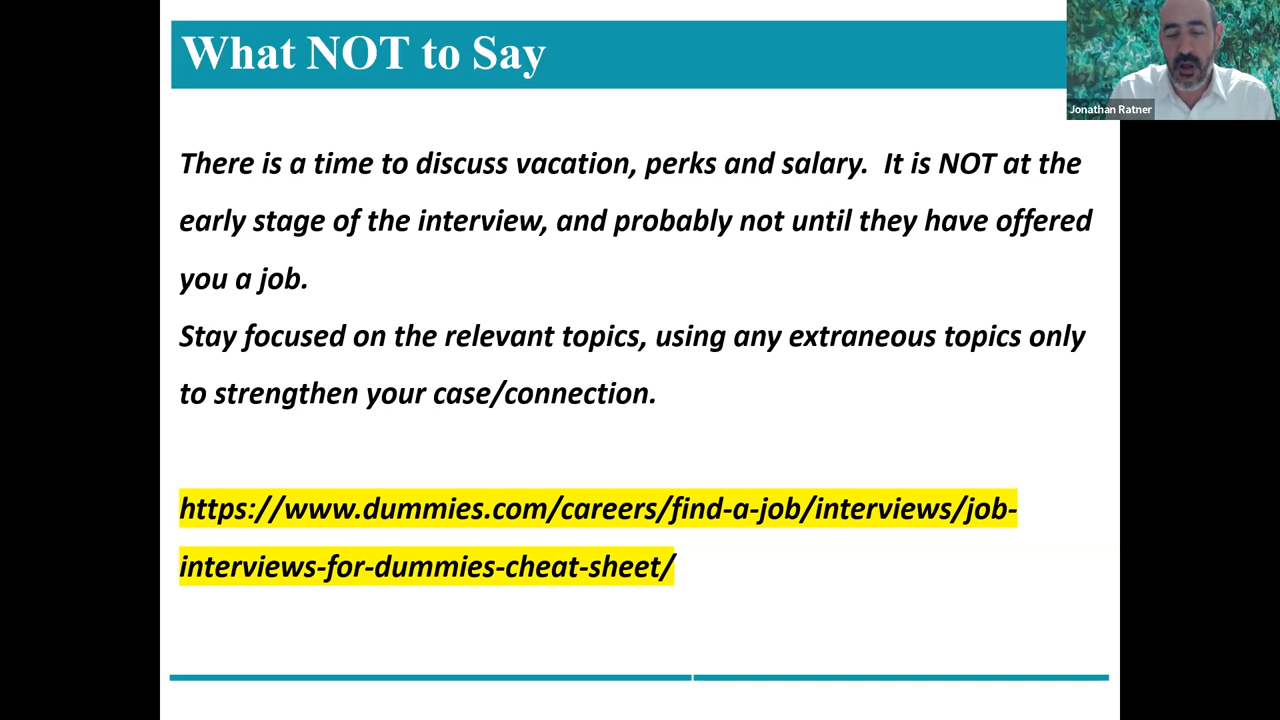 What NOT to Say
Jonathan Ratner
There is a time to discuss vacation, perks and salary.  It is NOT at the
early stage of the interview, and probably not until they have offered
you a job.
Stay focused on the relevant topics, using any extraneous topics only
to strengthen your case/connection.
https://www.dummies.com/careers/find-a-job/interviews/job-
interviews-for-dummies-cheat-sheet/